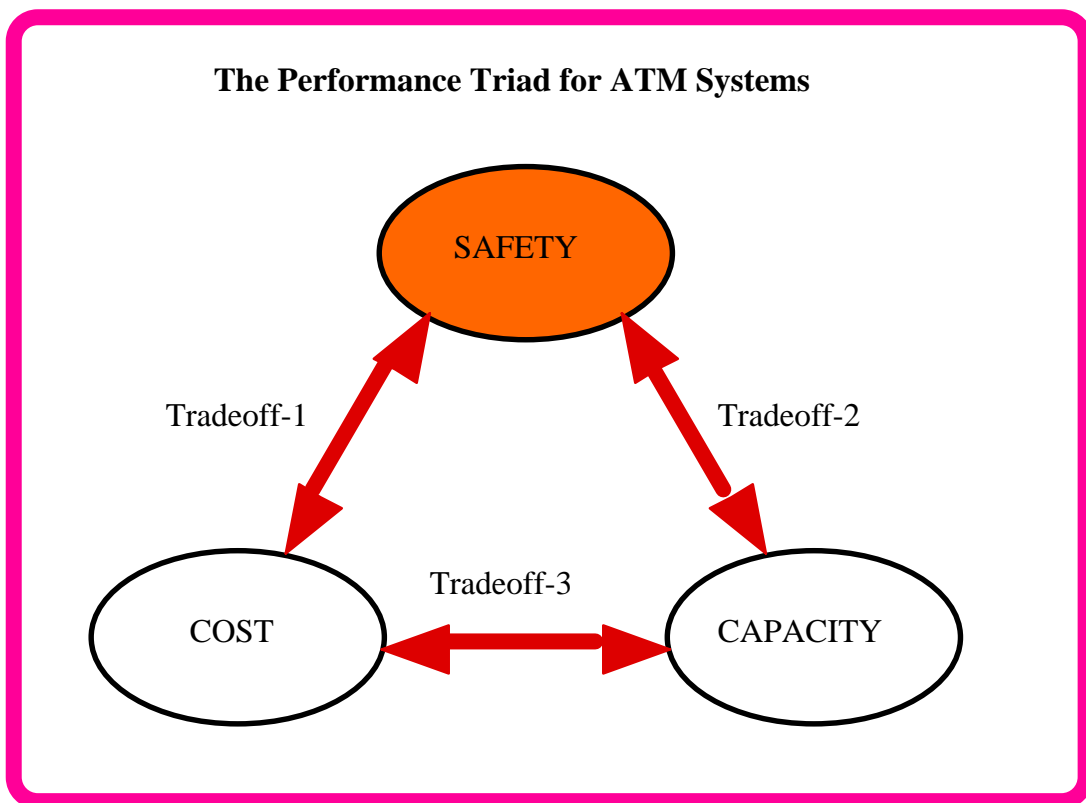 The Performance Triad for ATM Systems
SAFETY
Tradeoff-1
Tradeoff-2
Tradeoff-3
COST
CAPACITY